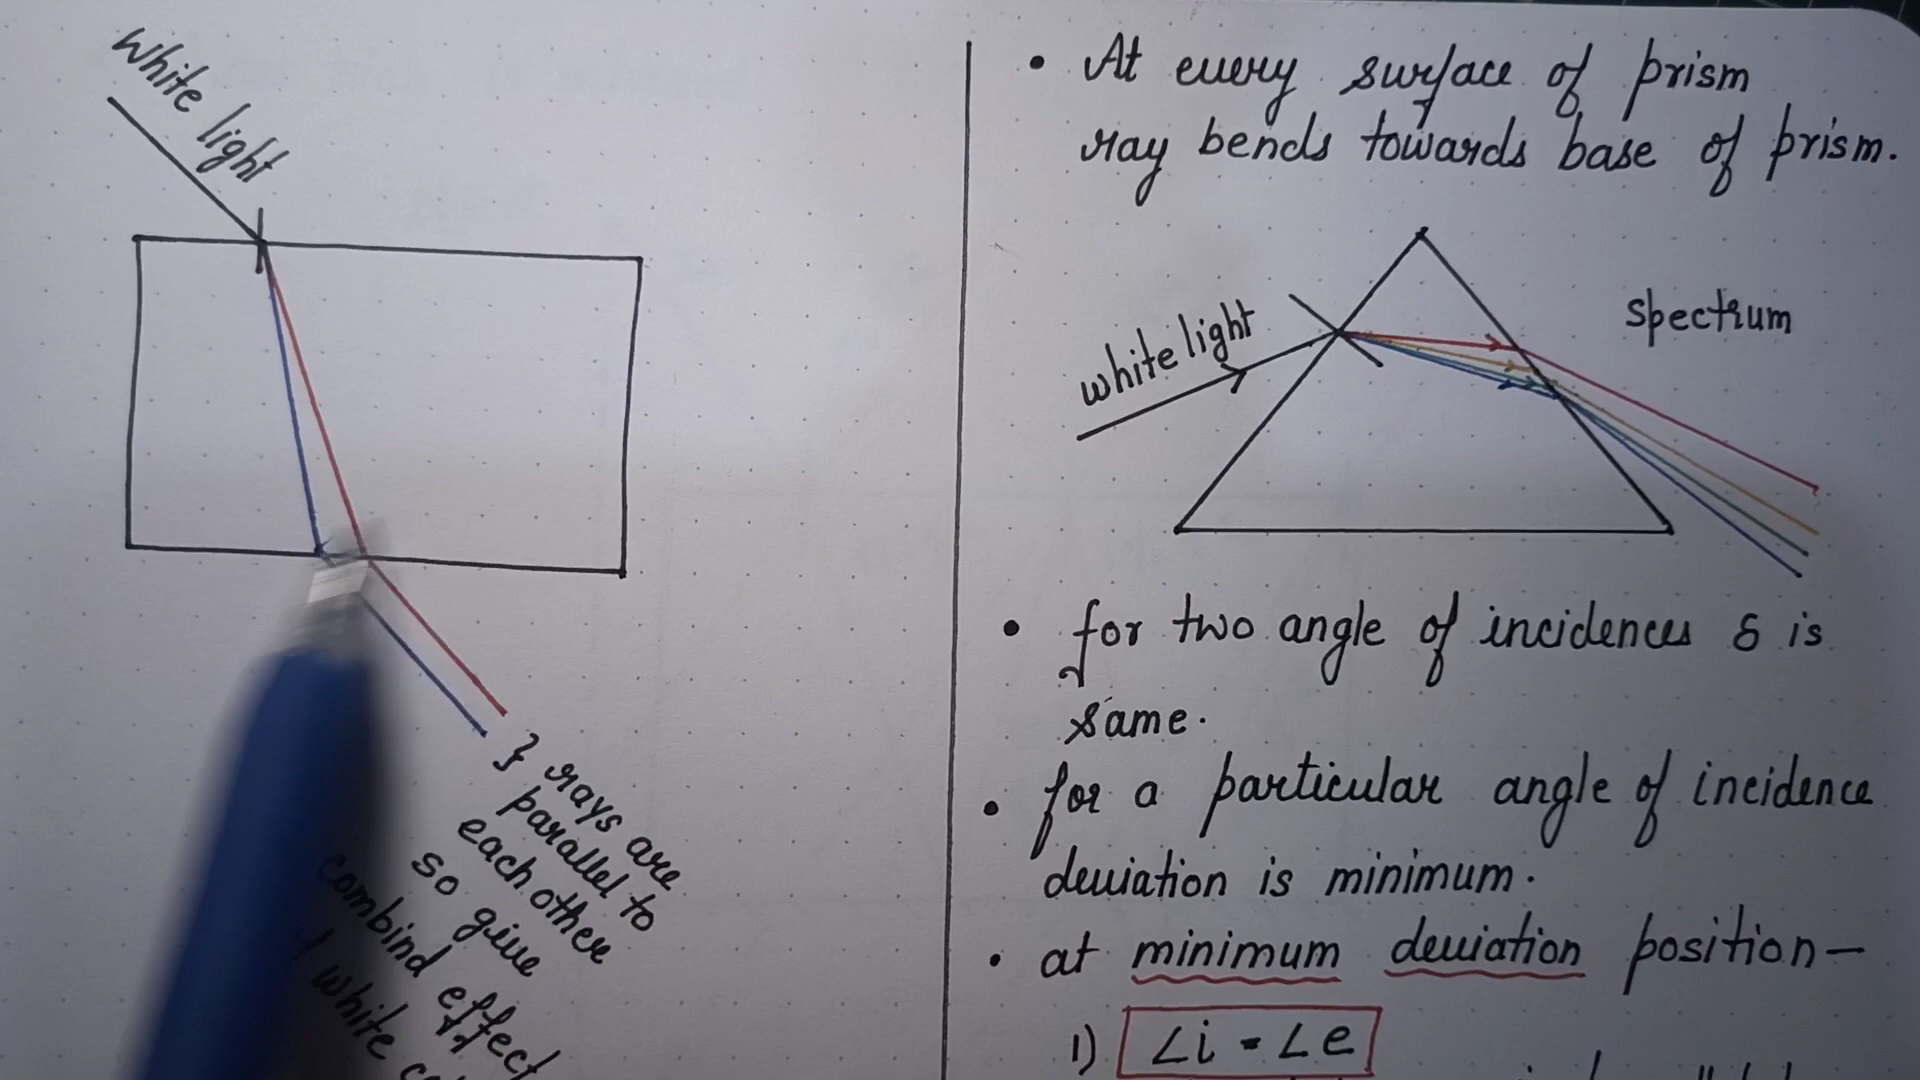 white light
} rays are
parallel to
each other
so give
combind effect
white
• At every surface of prism
ray bends towards base of prism.
white light
spectrum
• for two angle of incidences δ is
same.
• for a particular angle of incidence
deviation is minimum.
• at minimum deviation position—
1) ∠i = ∠e